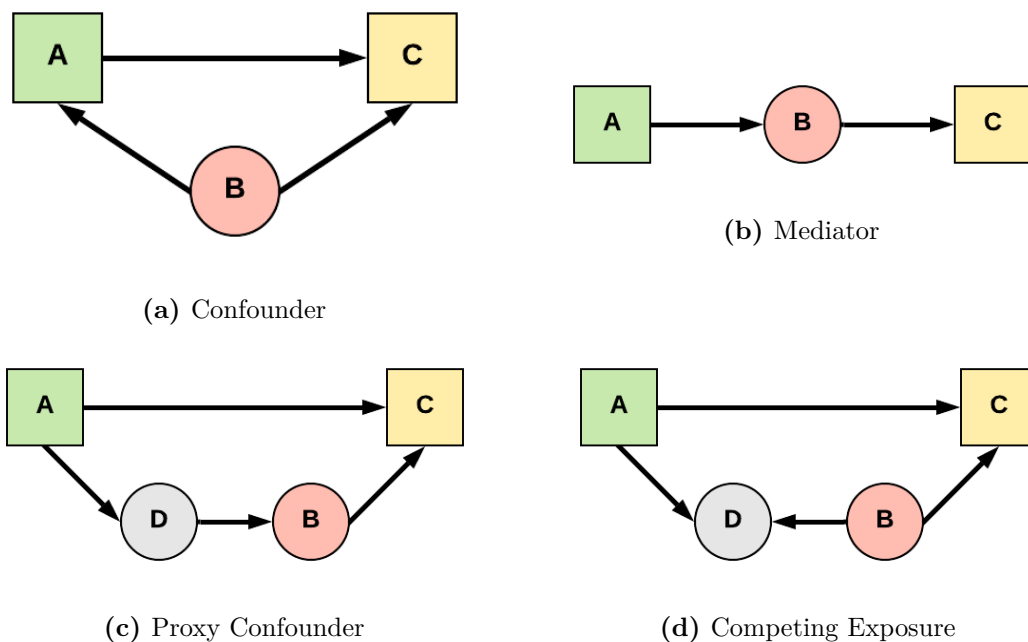 A
C
B
(a) Confounder
A
B
C
(b) Mediator
A
C
D
B
(c) Proxy Confounder
A
C
D
B
(d) Competing Exposure